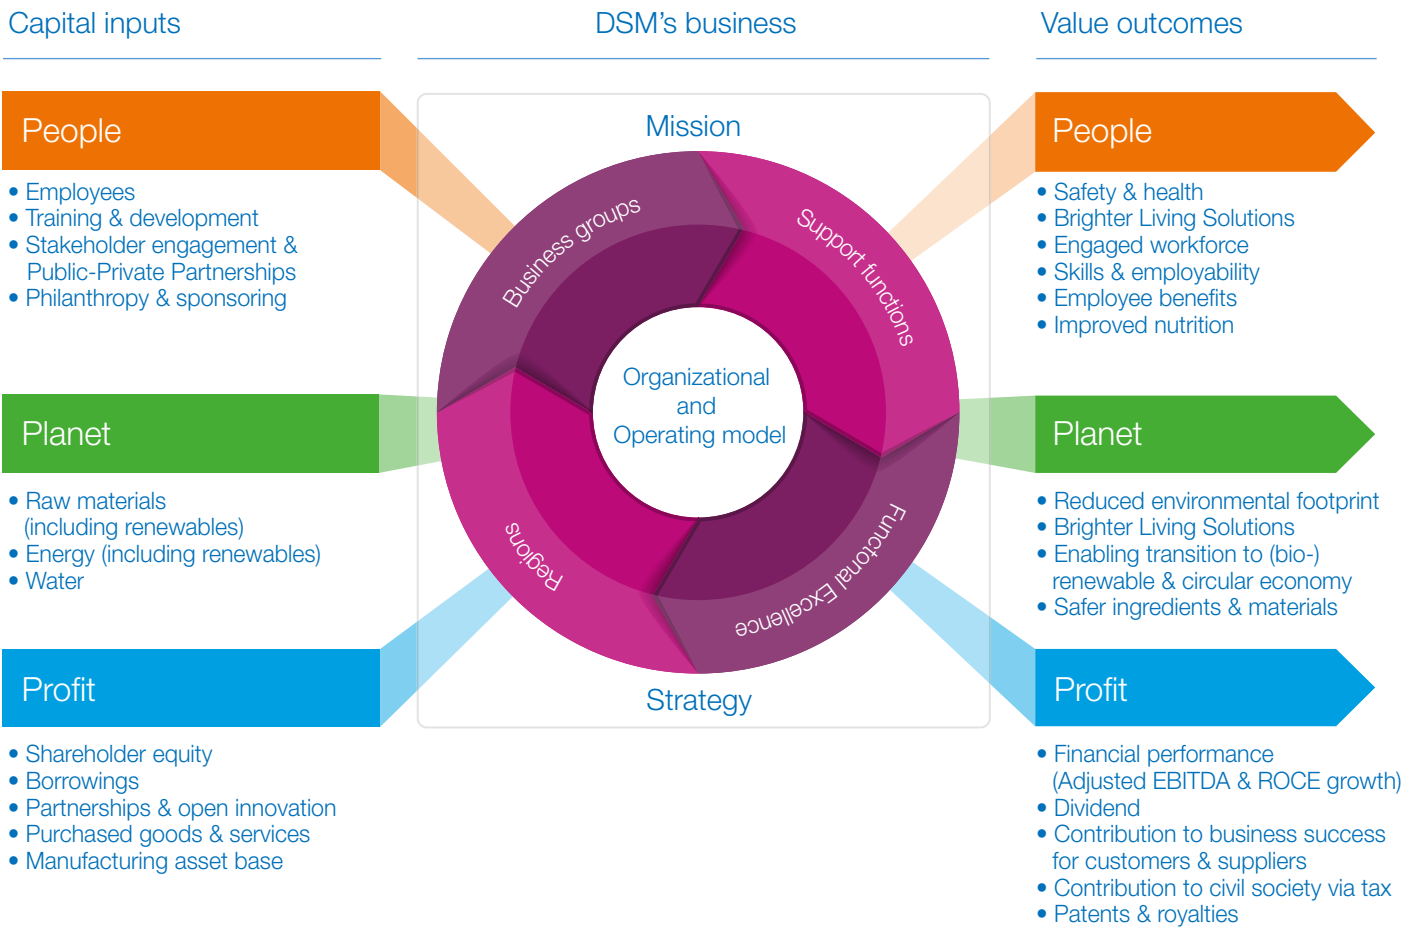 Capital inputs
DSM's business
Value outcomes
People
• Employees
• Training & development
• Stakeholder engagement &
Public-Private Partnerships
• Philanthropy & sponsoring
Planet
• Raw materials
(including renewables)
• Energy (including renewables)
• Water
Profit
• Shareholder equity
• Borrowings
• Partnerships & open innovation
• Purchased goods & services
• Manufacturing asset base
Mission
Business groups
Support functions
Organizational
and
Operating model
Regions
Functonal Excellence
Strategy
People
• Safety & health
• Brighter Living Solutions
• Engaged workforce
• Skills & employability
• Employee benefits
• Improved nutrition
Planet
• Reduced environmental footprint
• Brighter Living Solutions
• Enabling transition to (bio-)
renewable & circular economy
• Safer ingredients & materials
Profit
• Financial performance
(Adjusted EBITDA & ROCE growth)
• Dividend
• Contribution to business success
for customers & suppliers
• Contribution to civil society via tax
• Patents & royalties